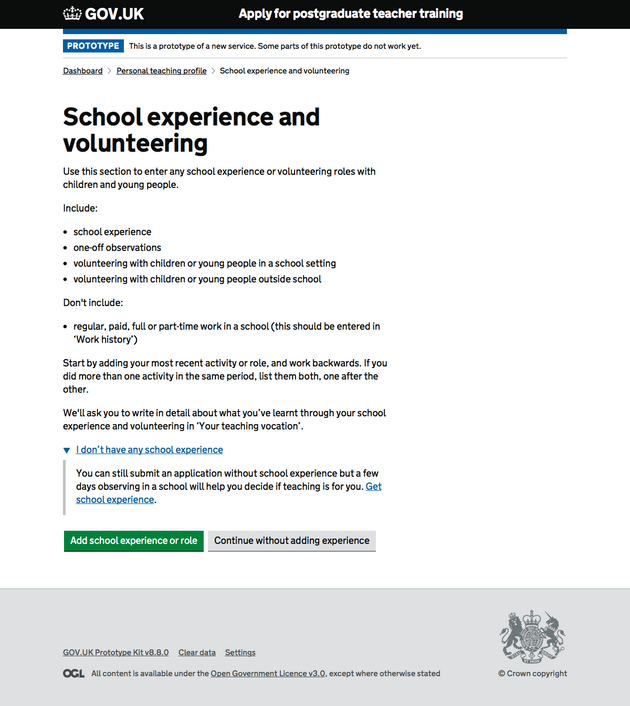 GOV.UK
Apply for postgraduate teacher training
PROTOTYPE This is a prototype of a new service. Some parts of this prototype do not work yet.
Dashboard > Personal teaching profile > School experience and volunteering
School experience and
volunteering
Use this section to enter any school experience or volunteering roles with
children and young people.
Include:
• school experience
• one-off observations
• volunteering with children or young people in a school setting
• volunteering with children or young people outside school
Don't include:
• regular, paid, full or part-time work in a school (this should be entered in
‘Work history’)
Start by adding your most recent activity or role, and work backwards. If you
did more than one activity in the same period, list them both, one after the
other.
We'll ask you to write in detail about what you’ve learnt through your school
experience and volunteering in ‘Your teaching vocation’.
▼ I don’t have any school experience
You can still submit an application without school experience but a few
days observing in a school will help you decide if teaching is for you. Get
school experience.
Add school experience or role
Continue without adding experience
GOV.UK Prototype Kit v8.8.0 Clear data Settings
OGL All content is available under the Open Government Licence v3.0, except where otherwise stated
© Crown copyright